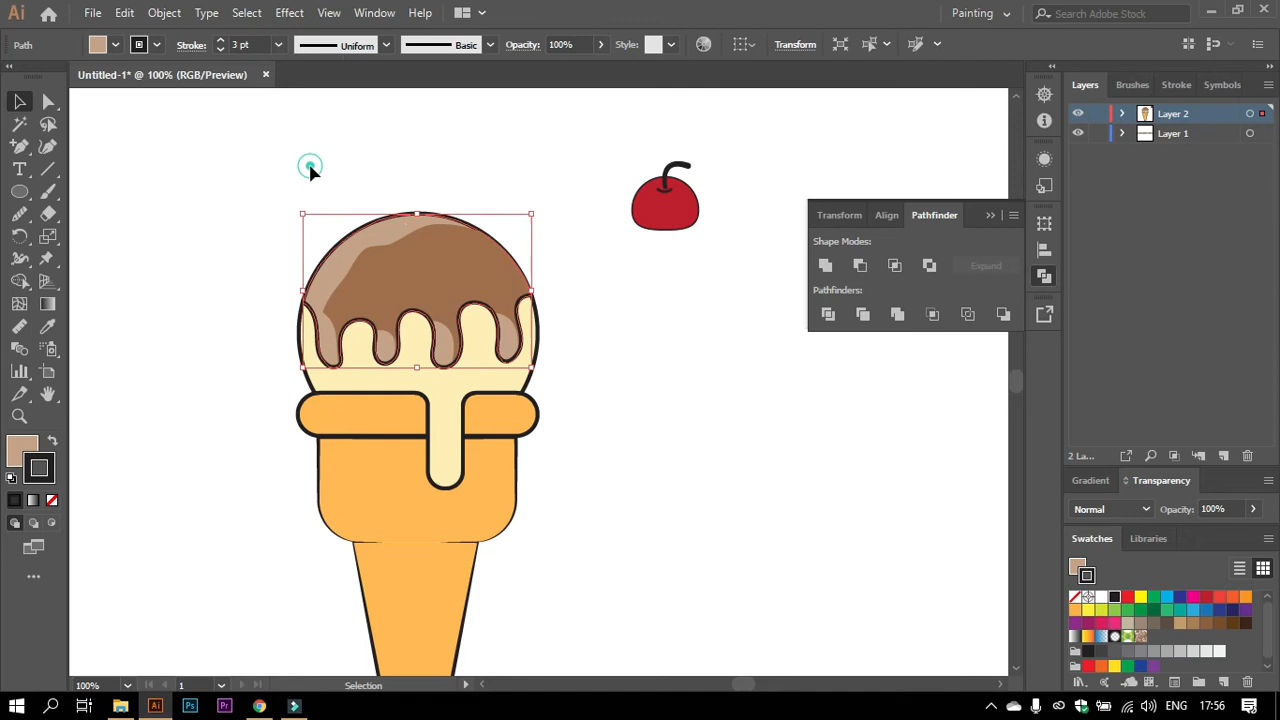 Ai File Edit Object Type Select Effect View Window Help Painting Search Adobe Stock
Path Stroke: 3 pt Uniform Basic Opacity: 100% Style: Transform
Untitled-1* @ 100% (RGB/Preview) ×
Layers Brushes Stroke Symbols
Layer 2
Layer 1
Transform Align Pathfinder
Shape Modes:
Expand
Pathfinders:
2 La...
Gradient Transparency
Normal Opacity: 100%
Swatches Libraries
100% 1 Selection
Ai Ps Pr ENG 17:56